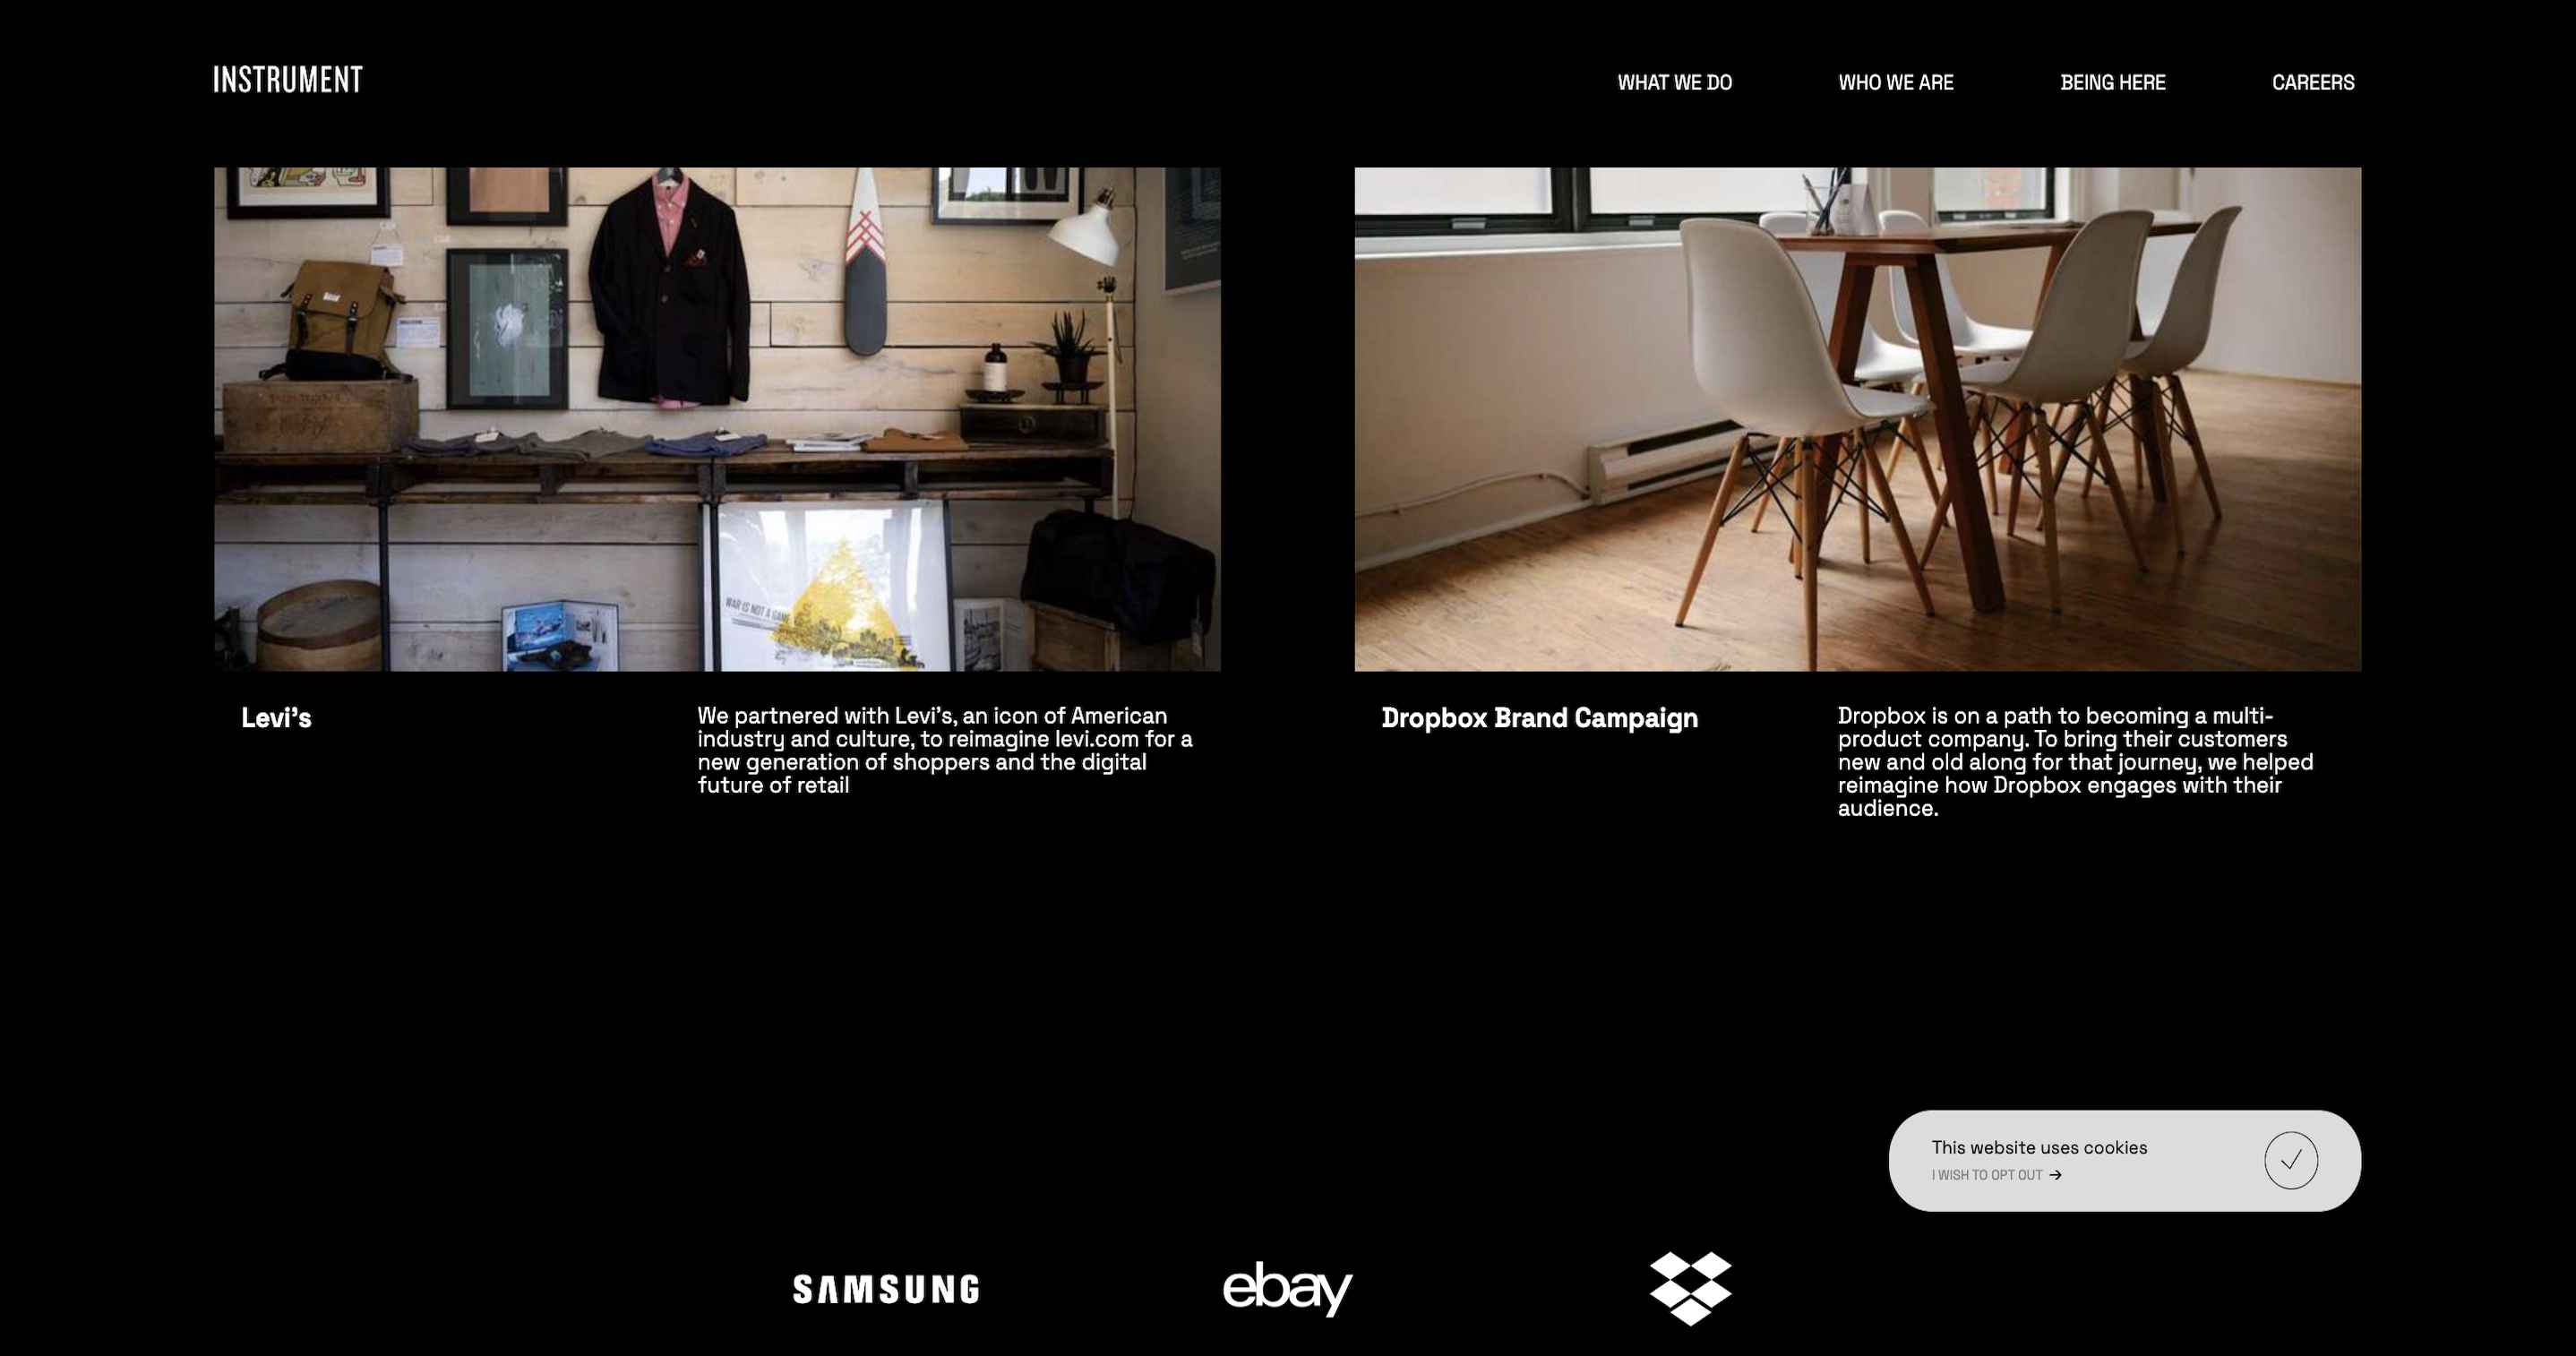 INSTRUMENT
WHAT WE DO
WHO WE ARE
BEING HERE
CAREERS
WAR IS NOT A GAME
Levi’s
We partnered with Levi’s, an icon of American
industry and culture, to reimagine levi.com for a
new generation of shoppers and the digital
future of retail
Dropbox Brand Campaign
Dropbox is on a path to becoming a multi-
product company. To bring their customers
new and old along for that journey, we helped
reimagine how Dropbox engages with their
audience.
This website uses cookies
I WISH TO OPT OUT →
SAMSUNG
ebay